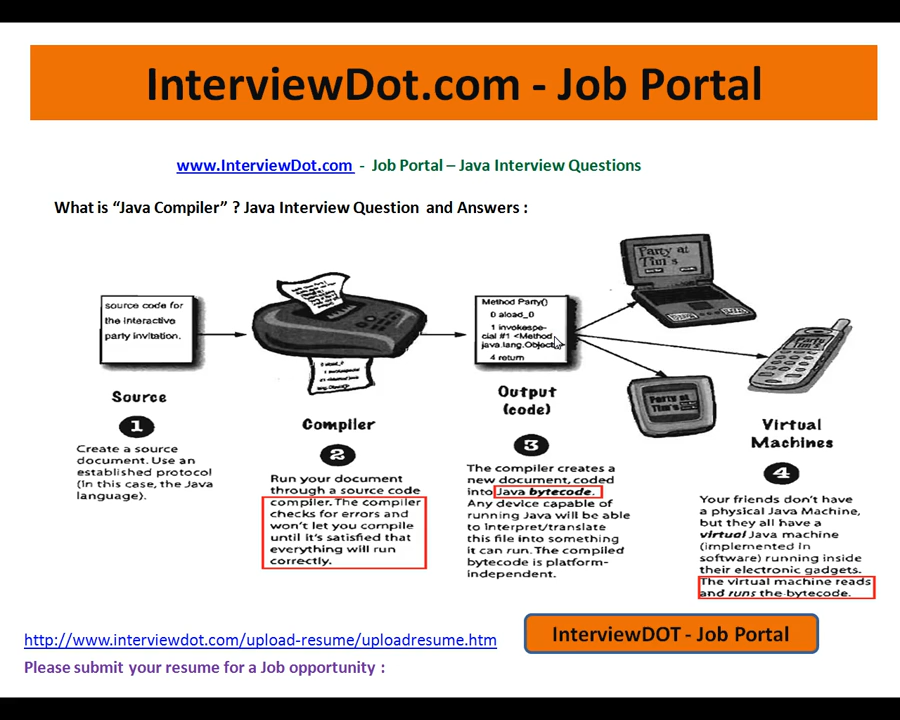 InterviewDot.com - Job Portal
www.InterviewDot.com - Job Portal – Java Interview Questions
What is “Java Compiler” ? Java Interview Question and Answers :
source code for
the interactive
party invitation.
Source
1
Create a source
document. Use an
established protocol
(in this case, the Java
language).
Compiler
2
Run your document
through a source code
compiler. The compiler
checks for errors and
won't let you compile
until it's satisfied that
everything will run
correctly.
Method Party()
0 aload_0
1 invokespe-
cial #1 <Method
java.lang.Object
4 return
Output
(code)
3
The compiler creates a
new document, coded
into Java bytecode.
Any device capable of
running Java will be able
to interpret/translate
this file into something
it can run. The compiled
bytecode is platform-
independent.
Party at
Tim's
Party at
Tim's
Party at
Tim's
Virtual
Machines
4
Your friends don't have
a physical Java Machine,
but they all have a
virtual Java machine
(implemented in
software) running inside
their electronic gadgets.
The virtual machine reads
and runs the bytecode.
http://www.interviewdot.com/upload-resume/uploadresume.htm
InterviewDOT - Job Portal
Please submit your resume for a Job opportunity :